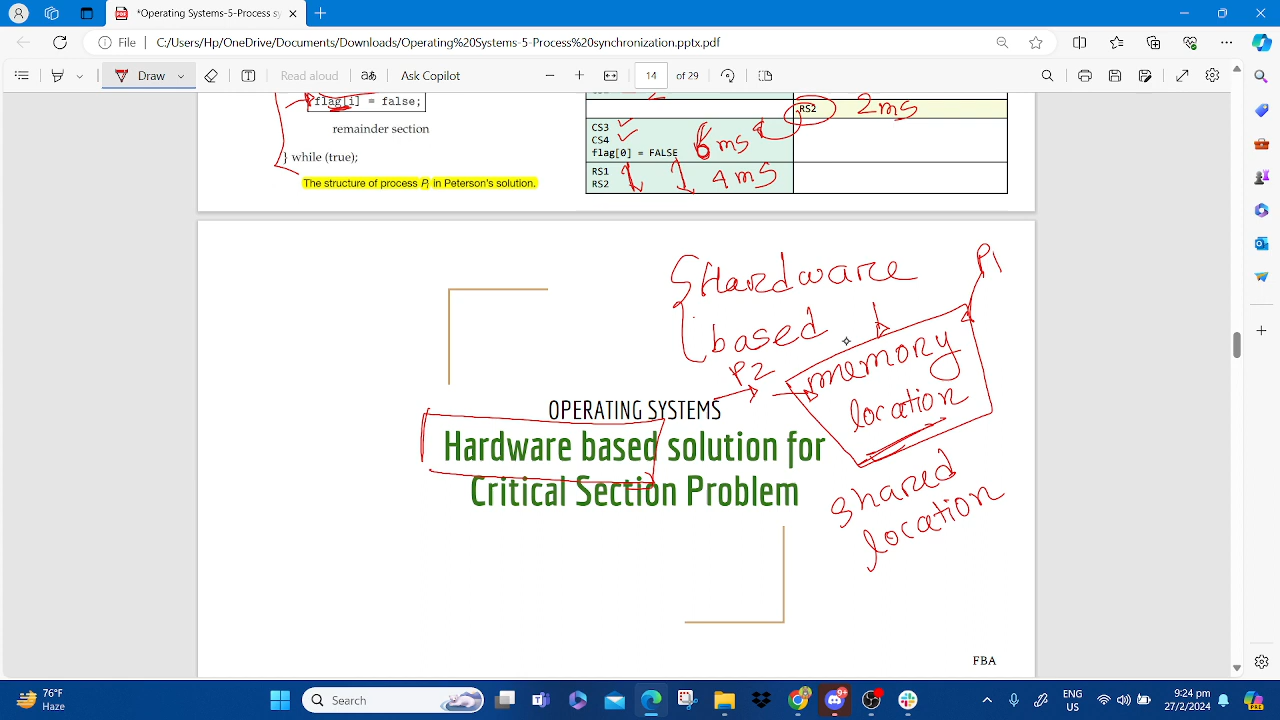 *Operating Systems-5-Process sy
File
C:/Users/Hp/OneDrive/Documents/Downloads/Operating%20Systems-5-Process%20synchronization.pptx.pdf
Draw
Read aloud
Ask Copilot
14
of 29
flag[i] = false;
remainder section
} while (true);
The structure of process Pi in Peterson's solution.
RS2
2ms
CS3
CS4
flag[0] = FALSE
6ms
RS1
RS2
4ms
Hardware
based
P1
P2
memory
location
shared
location
OPERATING SYSTEMS
Hardware based solution for
Critical Section Problem
FBA
76°F
Haze
Search
9+
ENG
US
9:24 pm
27/2/2024